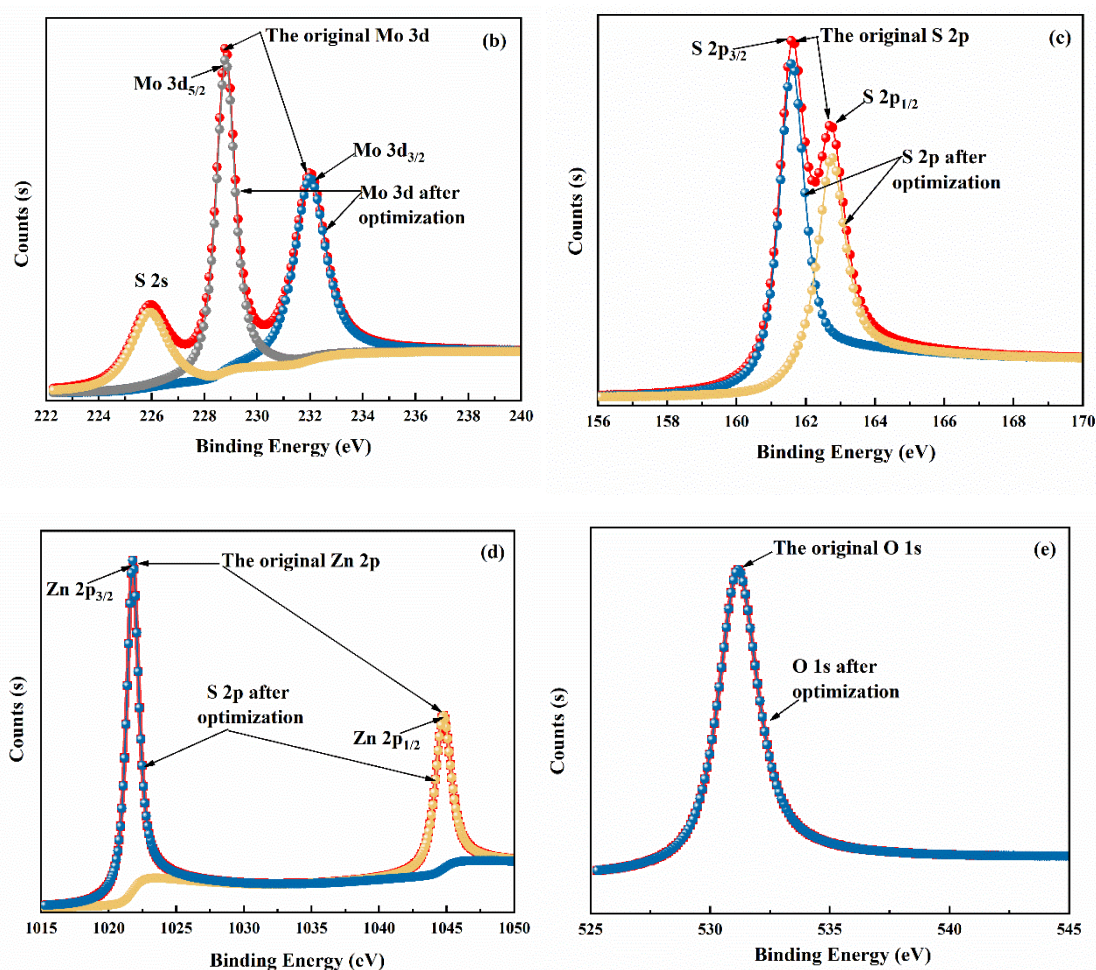 (b)
The original Mo 3d
Mo 3d5/2
Mo 3d3/2
Mo 3d after
optimization
S 2s
Counts (s)
222 224 226 228 230 232 234 236 238 240
Binding Energy (eV)
(c)
S 2p3/2
The original S 2p
S 2p1/2
S 2p after
optimization
Counts (s)
156 158 160 162 164 166 168 170
Binding Energy (eV)
(d)
The original Zn 2p
Zn 2p3/2
S 2p after
optimization
Zn 2p1/2
Counts (s)
1015 1020 1025 1030 1035 1040 1045 1050
Binding Energy (eV)
(e)
The original O 1s
O 1s after
optimization
Counts (s)
525 530 535 540 545
Binding Energy (eV)